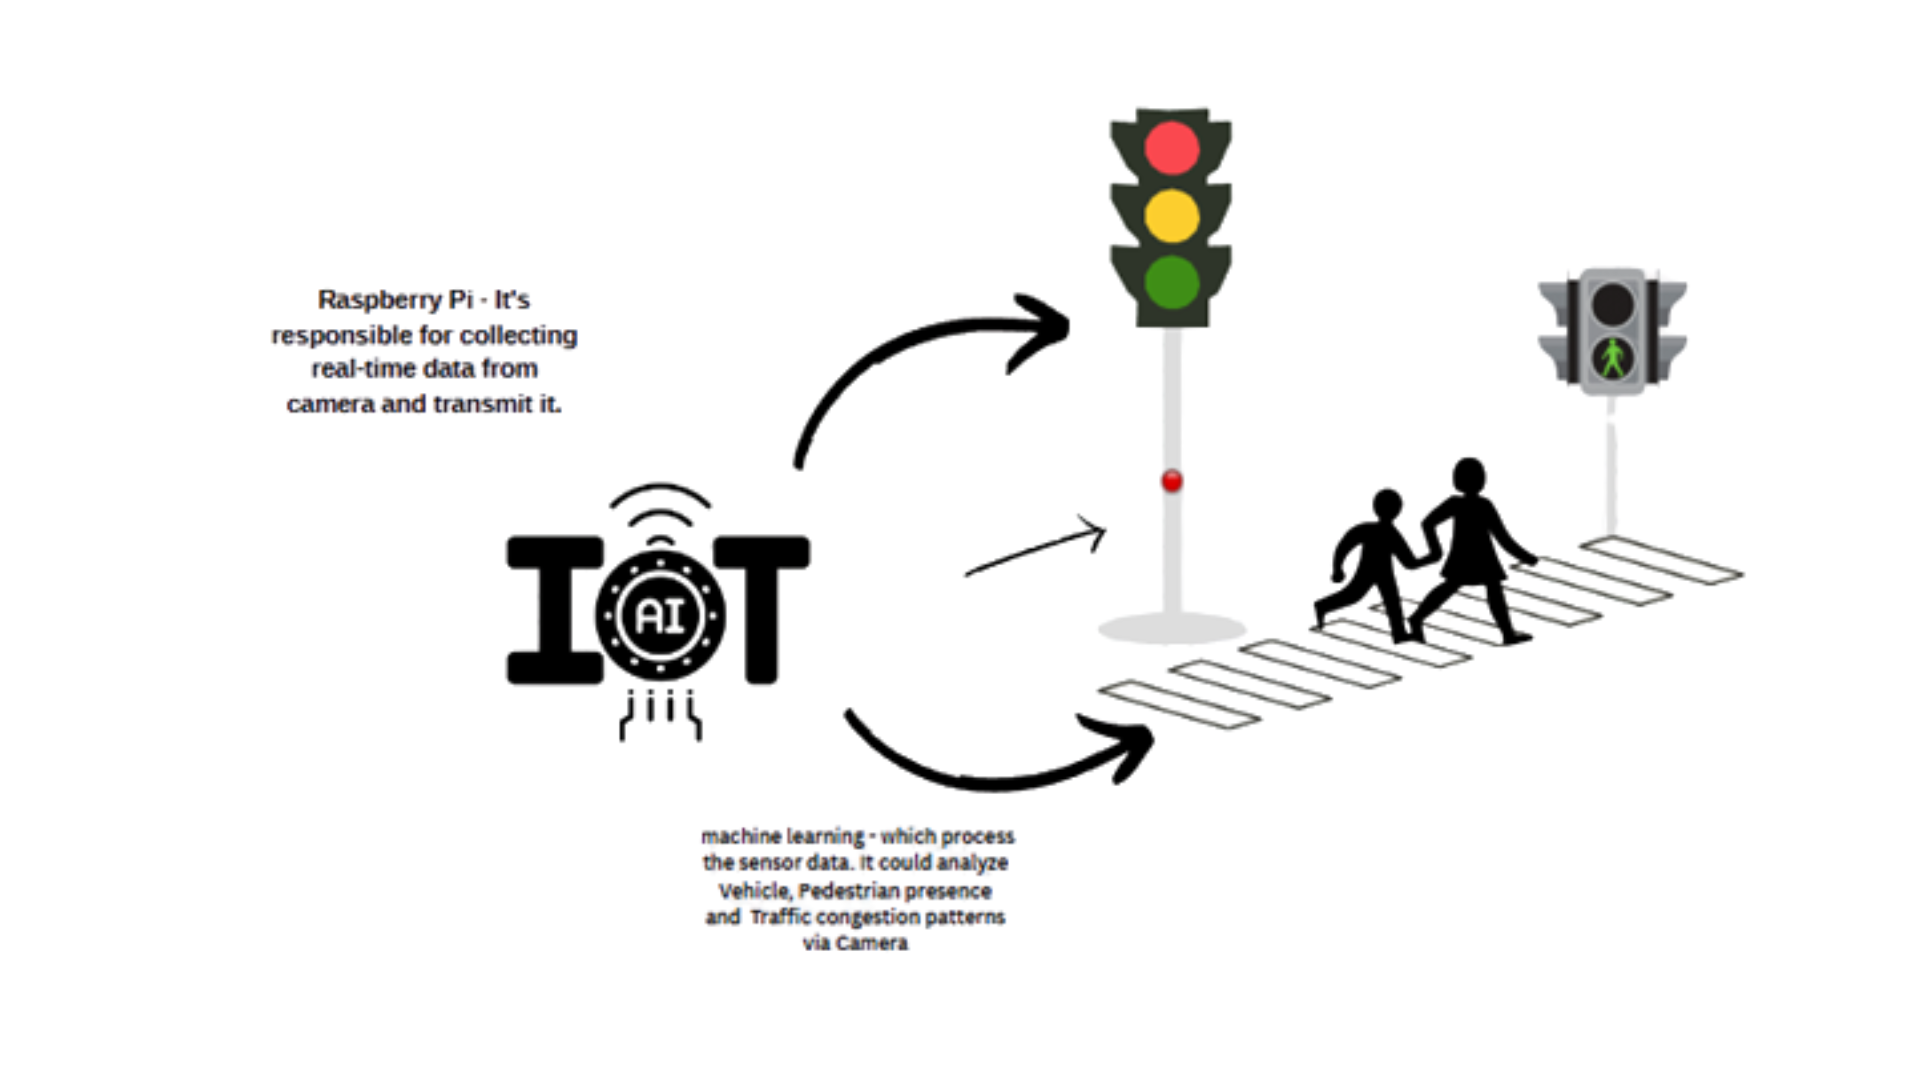 Raspberry Pi - It's
responsible for collecting
real-time data from
camera and transmit it.
IOT
AI
machine learning - which process
the sensor data. It could analyze
Vehicle, Pedestrian presence
and Traffic congestion patterns
via Camera